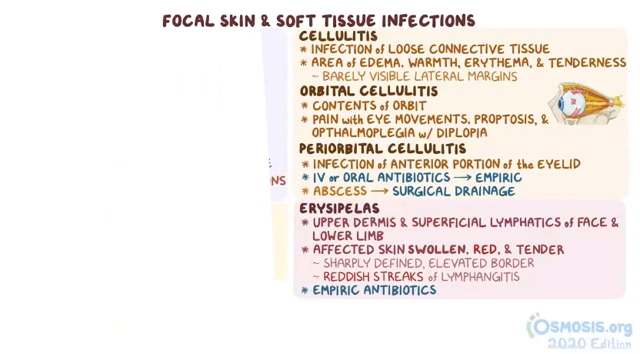 FOCAL SKIN & SOFT TISSUE INFECTIONS
CELLULITIS
* INFECTION of LOOSE CONNECTIVE TISSUE
* AREA of EDEMA, WARMTH, ERYTHEMA, & TENDERNESS
~ BARELY VISIBLE LATERAL MARGINS
ORBITAL CELLULITIS
* CONTENTS of ORBIT
* PAIN with EYE MOVEMENTS, PROPTOSIS, &
OPTHALMOPLEGIA w/ DIPLOPIA
PERIORBITAL CELLULITIS
* INFECTION of ANTERIOR PORTION of the EYELID
* IV or ORAL ANTIBIOTICS → EMPIRIC
* ABSCESS → SURGICAL DRAINAGE
ERYSIPELAS
* UPPER DERMIS & SUPERFICIAL LYMPHATICS of FACE &
LOWER LIMB
* AFFECTED SKIN SWOLLEN, RED, & TENDER
~ SHARPLY DEFINED, ELEVATED BORDER
~ REDDISH STREAKS of LYMPHANGITIS
* EMPIRIC ANTIBIOTICS
OSMOSIS.org
2020 Edition